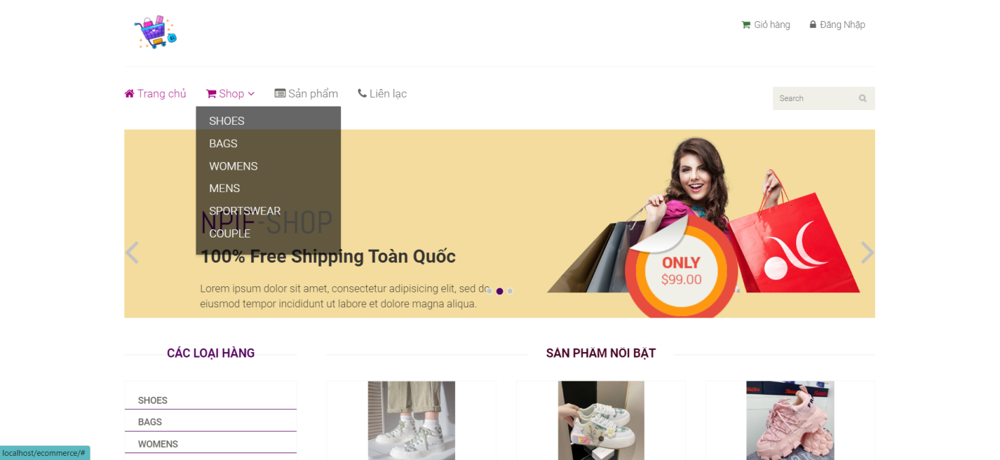 Giỏ hàng
Đăng Nhập
Trang chủ
Shop
Sản phẩm
Liên lạc
Search
SHOES
BAGS
WOMENS
MENS
SPORTSWEAR
COUPLE
NPIE-SHOP
100% Free Shipping Toàn Quốc
Lorem ipsum dolor sit amet, consectetur adipisicing elit, sed do
eiusmod tempor incididunt ut labore et dolore magna aliqua.
ONLY
$99.00
CÁC LOẠI HÀNG
SẢN PHẨM NỔI BẬT
SHOES
BAGS
WOMENS
localhost/ecommerce/#